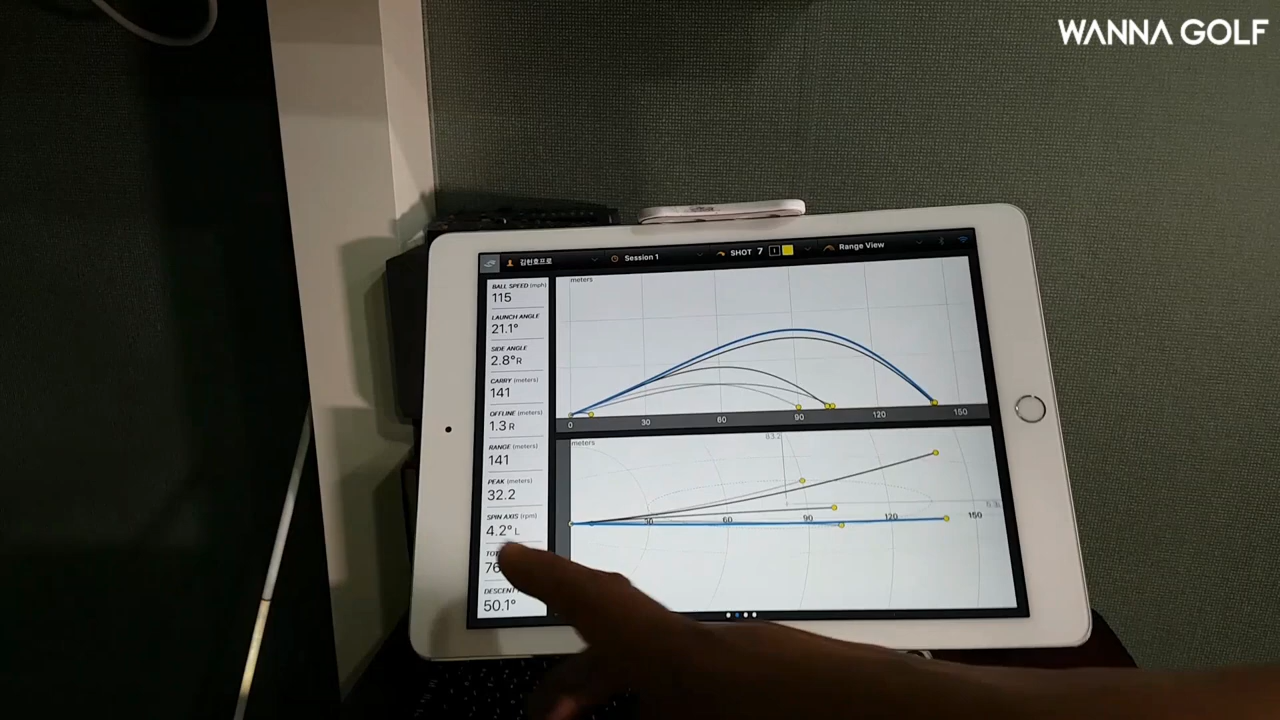 WANNA GOLF
김헌호프로
Session 1
SHOT 7
1
Range View
BALL SPEED (mph)
115
LAUNCH ANGLE
21.1°
SIDE ANGLE
2.8° R
CARRY (meters)
141
OFFLINE (meters)
1.3 R
RANGE (meters)
141
PEAK (meters)
32.2
SPIN AXIS (rpm)
4.2° L
76
50.1°
meters
0 30 60 90 120 150
meters
30 60 90 120 150